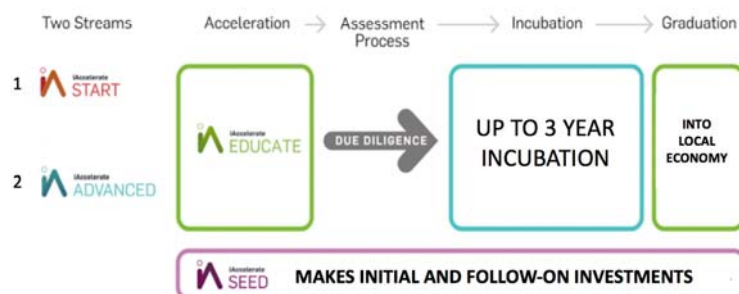 Two Streams
Acceleration
Assessment
Process
Incubation
Graduation
1
iAccelerate
START
2
iAccelerate
ADVANCED
iAccelerate
EDUCATE
DUE DILIGENCE
UP TO 3 YEAR
INCUBATION
INTO
LOCAL
ECONOMY
iAccelerate
SEED
MAKES INITIAL AND FOLLOW-ON INVESTMENTS